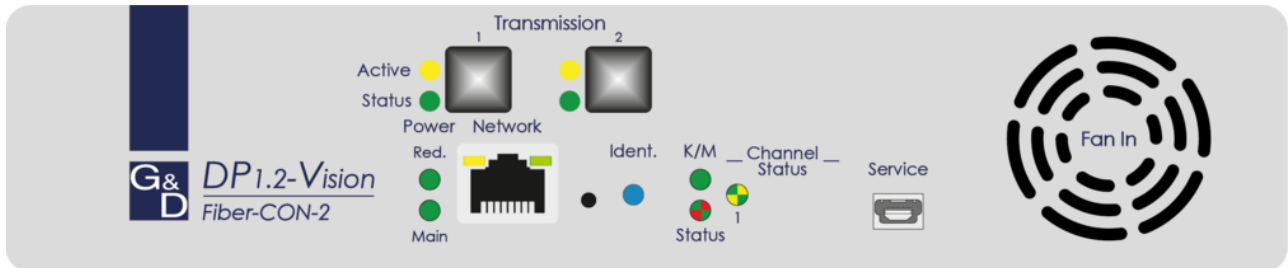 Transmission
1 2
Active
Status
Power Network
Red. Ident. K/M Channel
Status
Service
Fan In
G&D
DP1.2-Vision
Fiber-CON-2
Main
Status
1